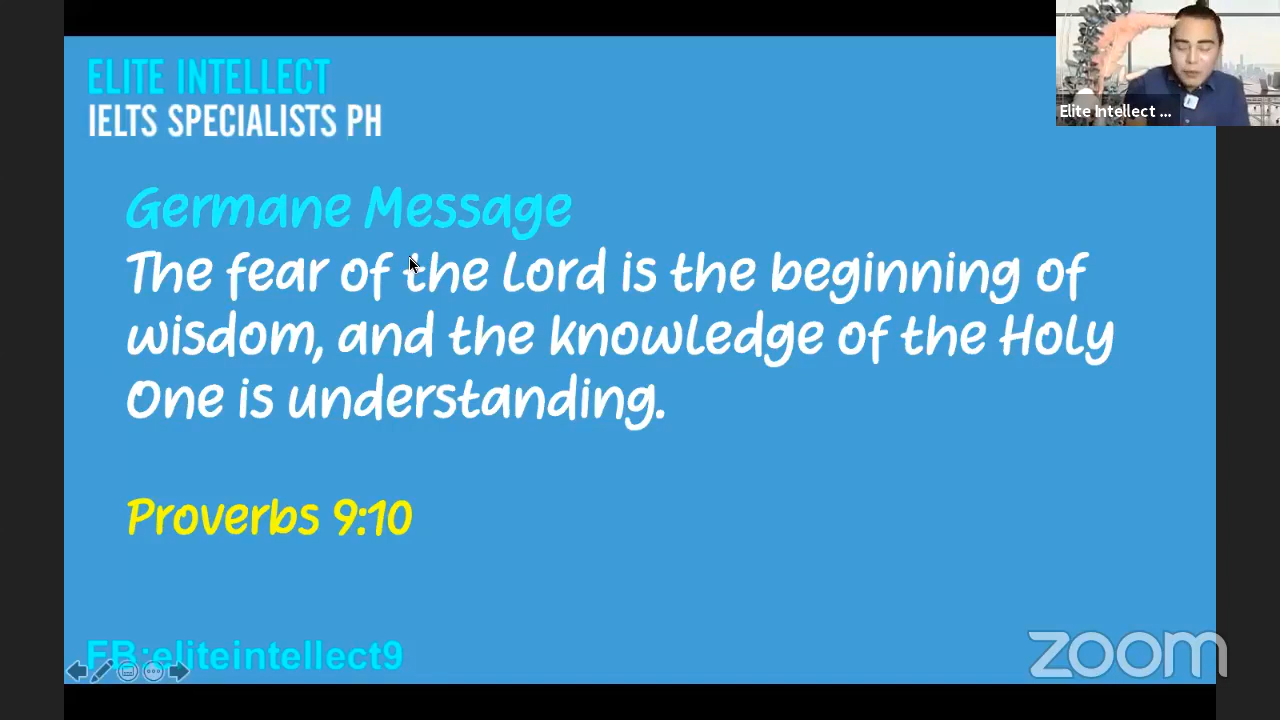 ELITE INTELLECT
IELTS SPECIALISTS PH
Elite Intellect ...
Germane Message
The fear of the Lord is the beginning of
wisdom, and the knowledge of the Holy
One is understanding.
Proverbs 9:10
FB:eliteintellect9
zoom